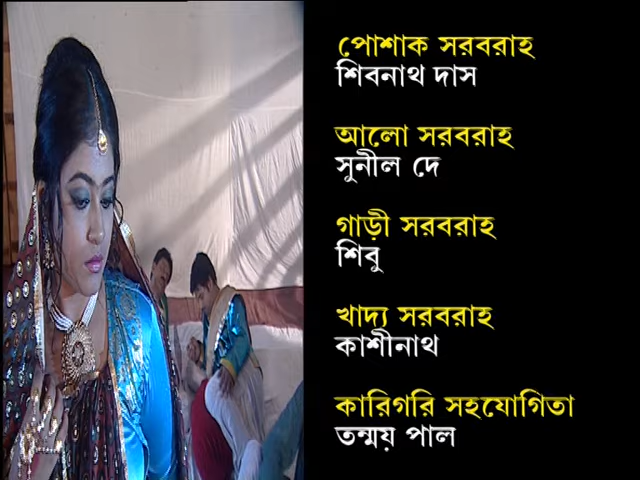 পোশাক সরবরাহ
শিবনাথ দাস
আলো সরবরাহ
সুনীল দে
গাড়ী সরবরাহ
শিবু
খাদ্য সরবরাহ
কাশীনাথ
কারিগরি সহযোগিতা
তন্ময় পাল